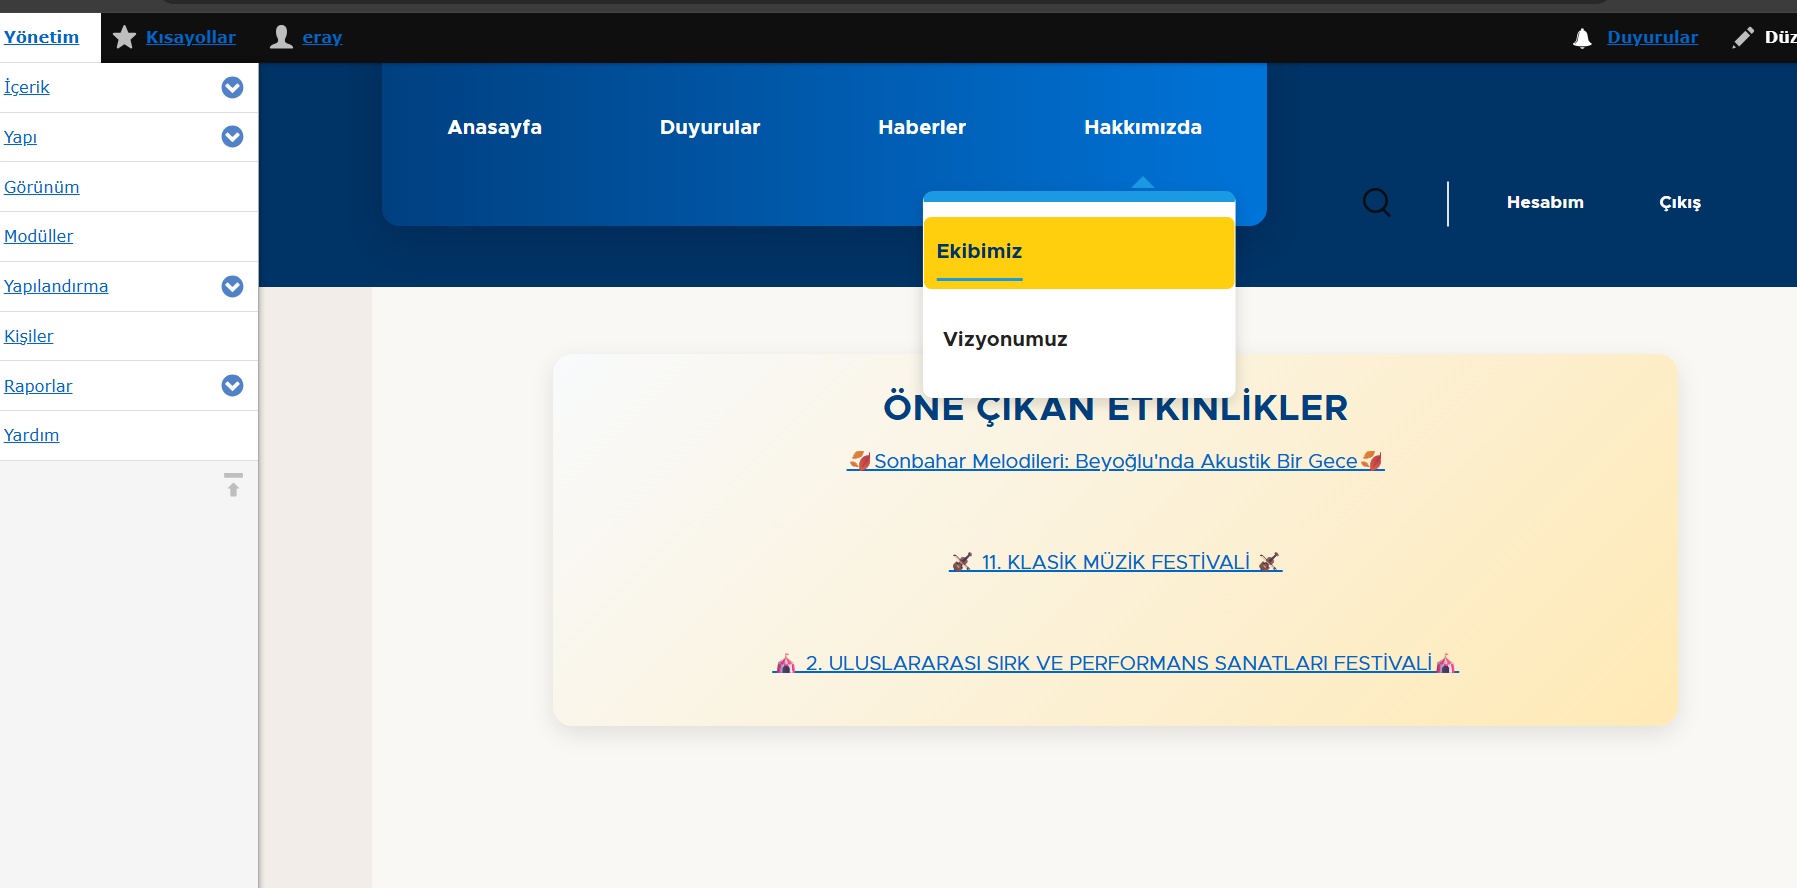 Yönetim Kısayollar eray Duyurular Düz
İçerik
Yapı
Görünüm
Modüller
Yapılandırma
Kişiler
Raporlar
Yardım
Anasayfa Duyurular Haberler Hakkımızda
Hesabım Çıkış
Ekibimiz
Vizyonumuz
ÖNE ÇIKAN ETKİNLİKLER
🍂Sonbahar Melodileri: Beyoğlu'nda Akustik Bir Gece🍂
🎻 11. KLASİK MÜZİK FESTİVALİ 🎻
🎪 2. ULUSLARARASI SIRK VE PERFORMANS SANATLARI FESTİVALİ🎪